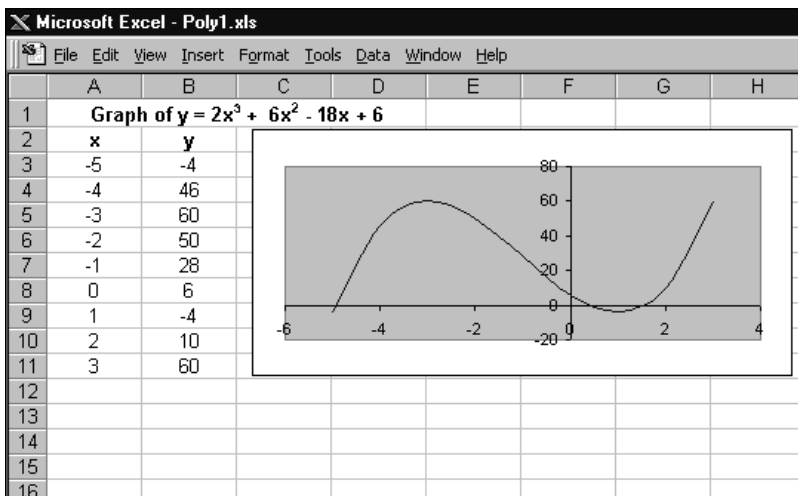 Microsoft Excel - Poly1.xls
File Edit View Insert Format Tools Data Window Help
A B C D E F G H
1 Graph of y = 2x³ + 6x² - 18x + 6
2 x y
3 -5 -4
4 -4 46
5 -3 60
6 -2 50
7 -1 28
8 0 6
9 1 -4
10 2 10
11 3 60
12
13
14
15
16
80
60
40
20
0
-20
-6 -4 -2 0 2 4